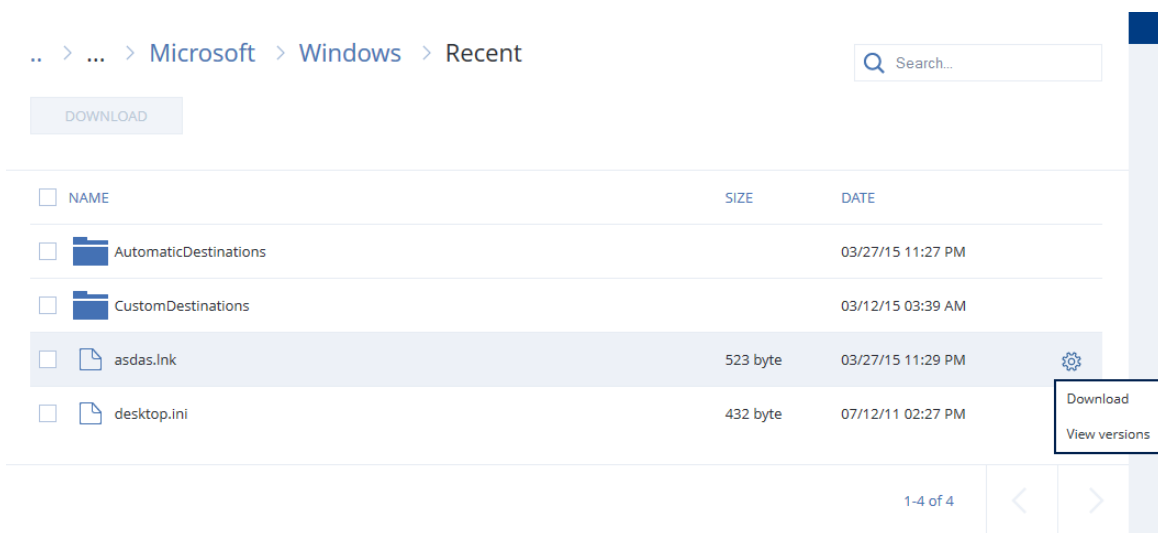 .. > ... > Microsoft > Windows > Recent
Search...
DOWNLOAD
NAME SIZE DATE
AutomaticDestinations 03/27/15 11:27 PM
CustomDestinations 03/12/15 03:39 AM
asdas.lnk 523 byte 03/27/15 11:29 PM
Download
desktop.ini 432 byte 07/12/11 02:27 PM
View versions
1-4 of 4